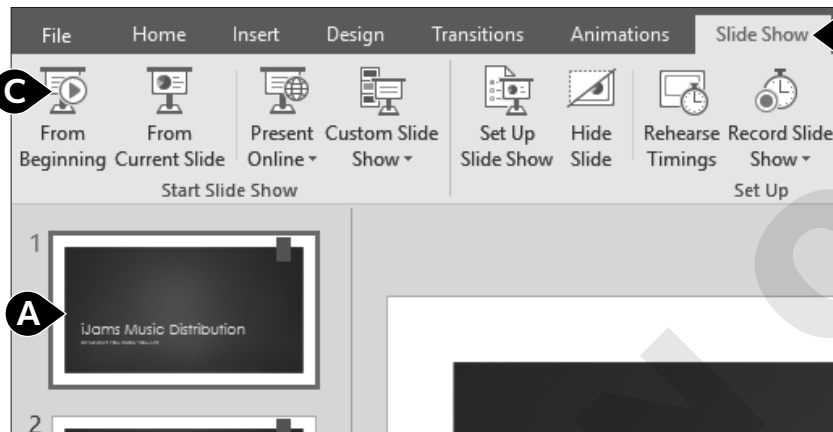 File Home Insert Design Transitions Animations Slide Show
C
From Beginning
From Current Slide
Present Online
Custom Slide Show
Set Up Slide Show
Hide Slide
Rehearse Timings
Record Slide Show
Start Slide Show
Set Up
1
A
iJams Music Distribution
2